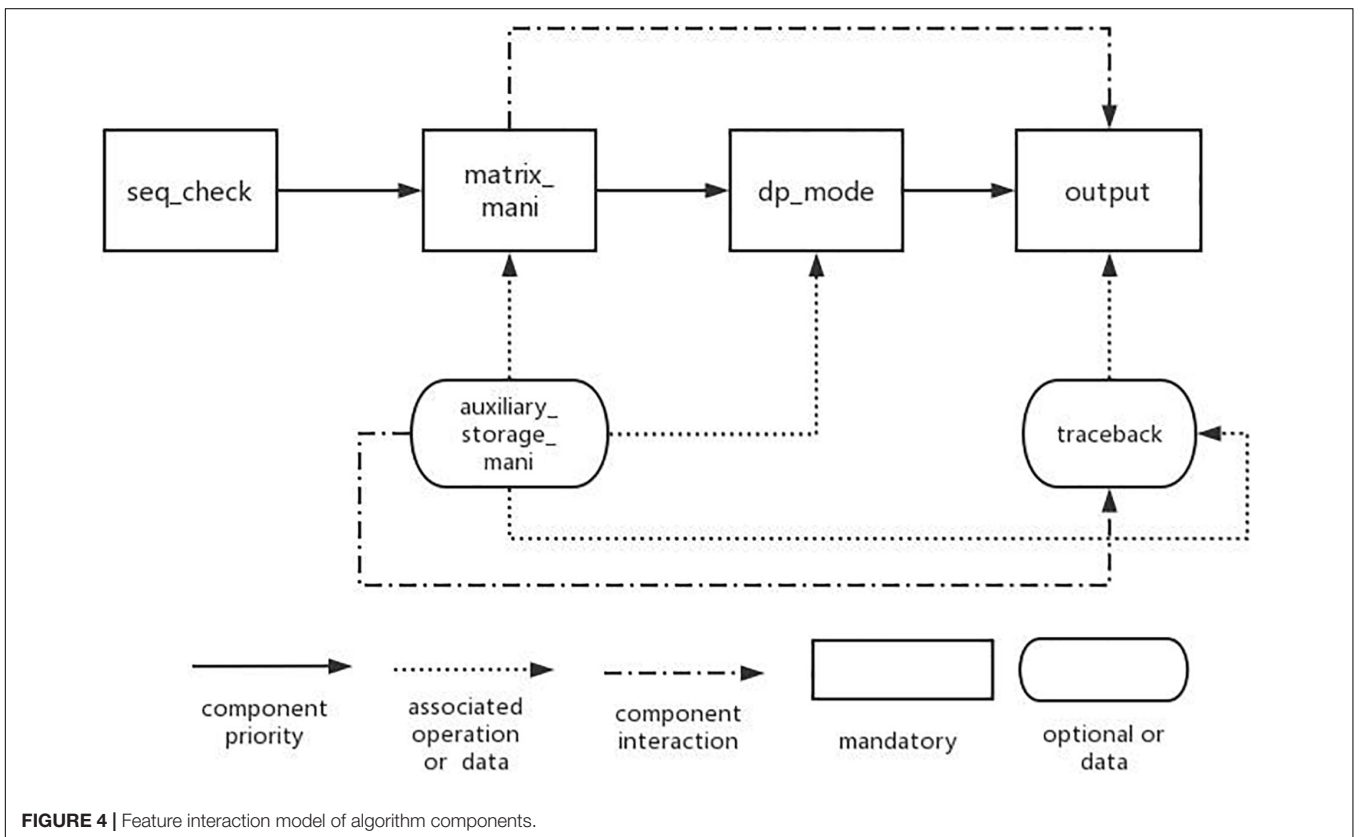 seq_check
matrix_
mani
dp_mode
output
auxiliary_
storage_
mani
traceback
component
priority
associated
operation
or data
component
interaction
mandatory
optional or
data
FIGURE 4 | Feature interaction model of algorithm components.